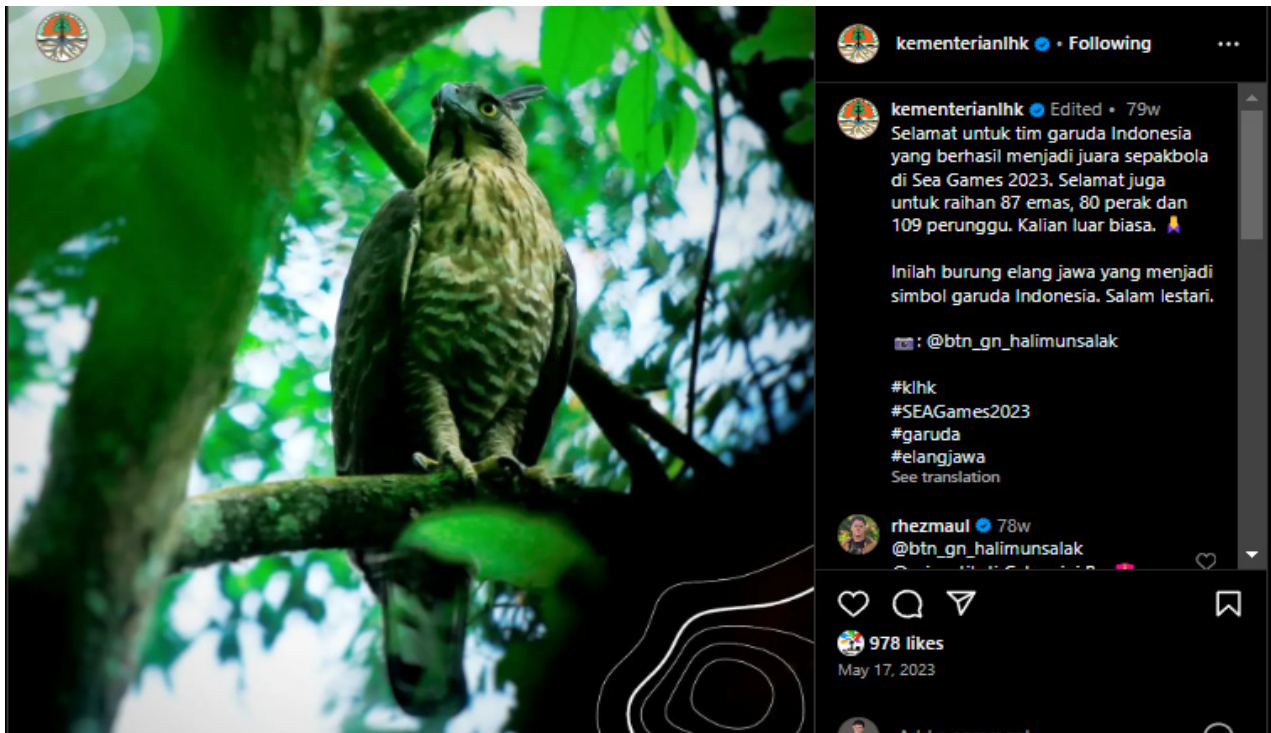 kementerianlhk • Following
kementerianlhk Edited • 79w
Selamat untuk tim garuda Indonesia
yang berhasil menjadi juara sepakbola
di Sea Games 2023. Selamat juga
untuk raihan 87 emas, 80 perak dan
109 perunggu. Kalian luar biasa.
Inilah burung elang jawa yang menjadi
simbol garuda Indonesia. Salam lestari.
: @btn_gn_halimunsalak
#klhk
#SEAGames2023
#garuda
#elangjawa
See translation
rhezmaul 78w
@btn_gn_halimunsalak
978 likes
May 17, 2023